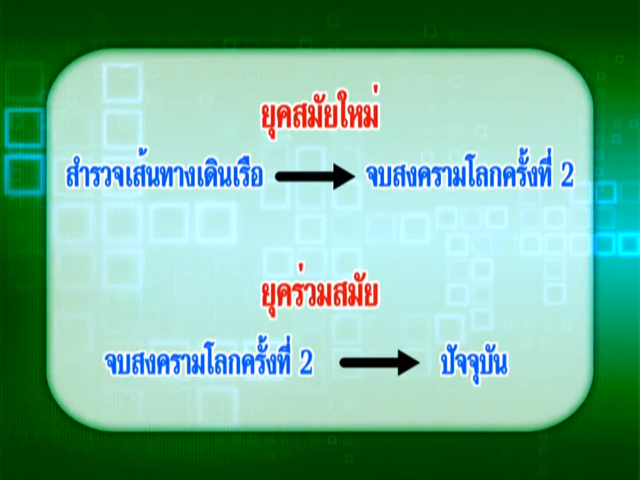 ยุคสมัยใหม่
สำรวจเส้นทางเดินเรือ จบสงครามโลกครั้งที่ 2
ยุคร่วมสมัย
จบสงครามโลกครั้งที่ 2 ปัจจุบัน